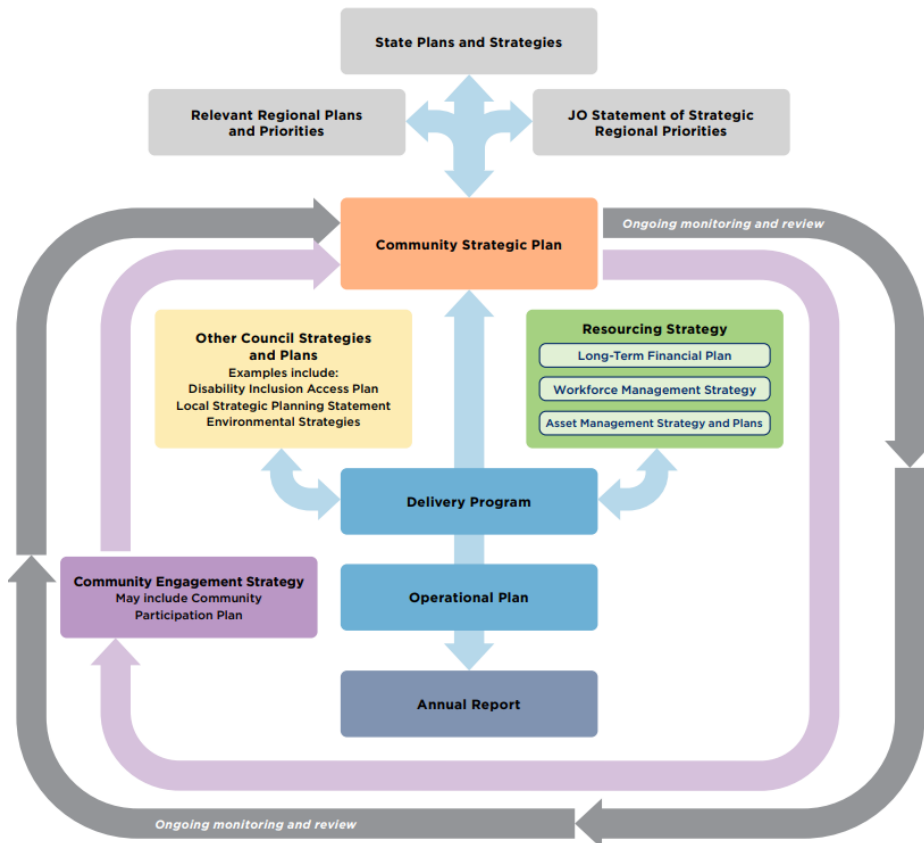 State Plans and Strategies
Relevant Regional Plans
and Priorities
JO Statement of Strategic
Regional Priorities
Community Strategic Plan
Ongoing monitoring and review
Other Council Strategies
and Plans
Examples include:
Disability Inclusion Access Plan
Local Strategic Planning Statement
Environmental Strategies
Resourcing Strategy
Long-Term Financial Plan
Workforce Management Strategy
Asset Management Strategy and Plans
Delivery Program
Community Engagement Strategy
May include Community
Participation Plan
Operational Plan
Annual Report
Ongoing monitoring and review